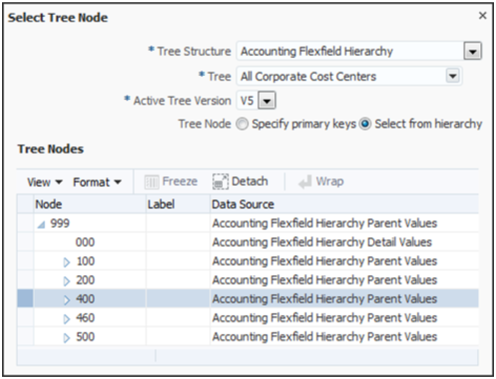 Select Tree Node
* Tree Structure Accounting Flexfield Hierarchy
* Tree All Corporate Cost Centers
* Active Tree Version V5
Tree Node Specify primary keys Select from hierarchy
Tree Nodes
View Format Freeze Detach Wrap
Node Label Data Source
999 Accounting Flexfield Hierarchy Parent Values
000 Accounting Flexfield Hierarchy Detail Values
100 Accounting Flexfield Hierarchy Parent Values
200 Accounting Flexfield Hierarchy Parent Values
400 Accounting Flexfield Hierarchy Parent Values
460 Accounting Flexfield Hierarchy Parent Values
500 Accounting Flexfield Hierarchy Parent Values